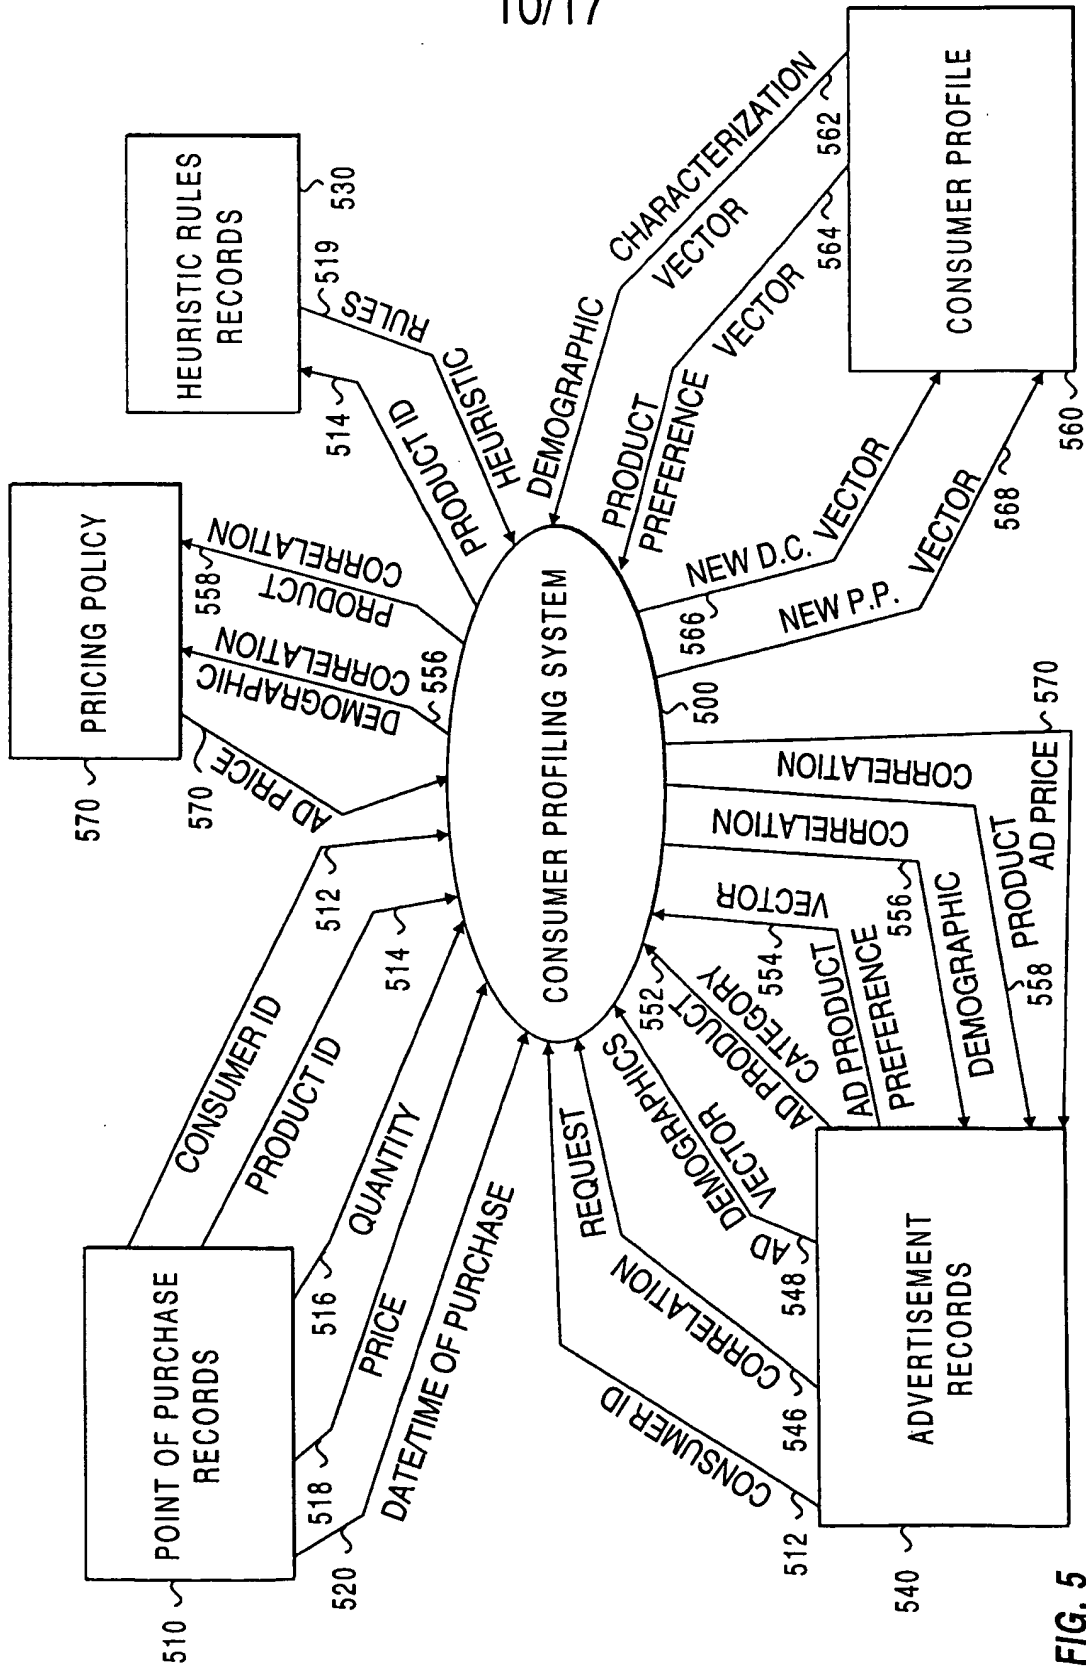 10/17
510
POINT OF PURCHASE
RECORDS
CONSUMER ID
512
PRODUCT ID
514
QUANTITY
516
PRICE
518
DATE/TIME OF PURCHASE
520
570
PRICING POLICY
AD PRICE
570
DEMOGRAPHIC
CORRELATION
556
PRODUCT
CORRELATION
558
HEURISTIC RULES
RECORDS
530
PRODUCT ID
514
HEURISTIC
RULES
519
CONSUMER PROFILING SYSTEM
500
DEMOGRAPHIC
CHARACTERIZATION
VECTOR
562
PRODUCT
PREFERENCE
VECTOR
564
NEW D.C. VECTOR
566
NEW P.P. VECTOR
568
CONSUMER PROFILE
560
CONSUMER ID
512
CORRELATION
REQUEST
546
AD DEMOGRAPHICS
VECTOR
548
AD PRODUCT
CATEGORY
552
AD PRODUCT
PREFERENCE
VECTOR
554
DEMOGRAPHIC
CORRELATION
556
PRODUCT
CORRELATION
558
AD PRICE
570
ADVERTISEMENT
RECORDS
540
FIG. 5